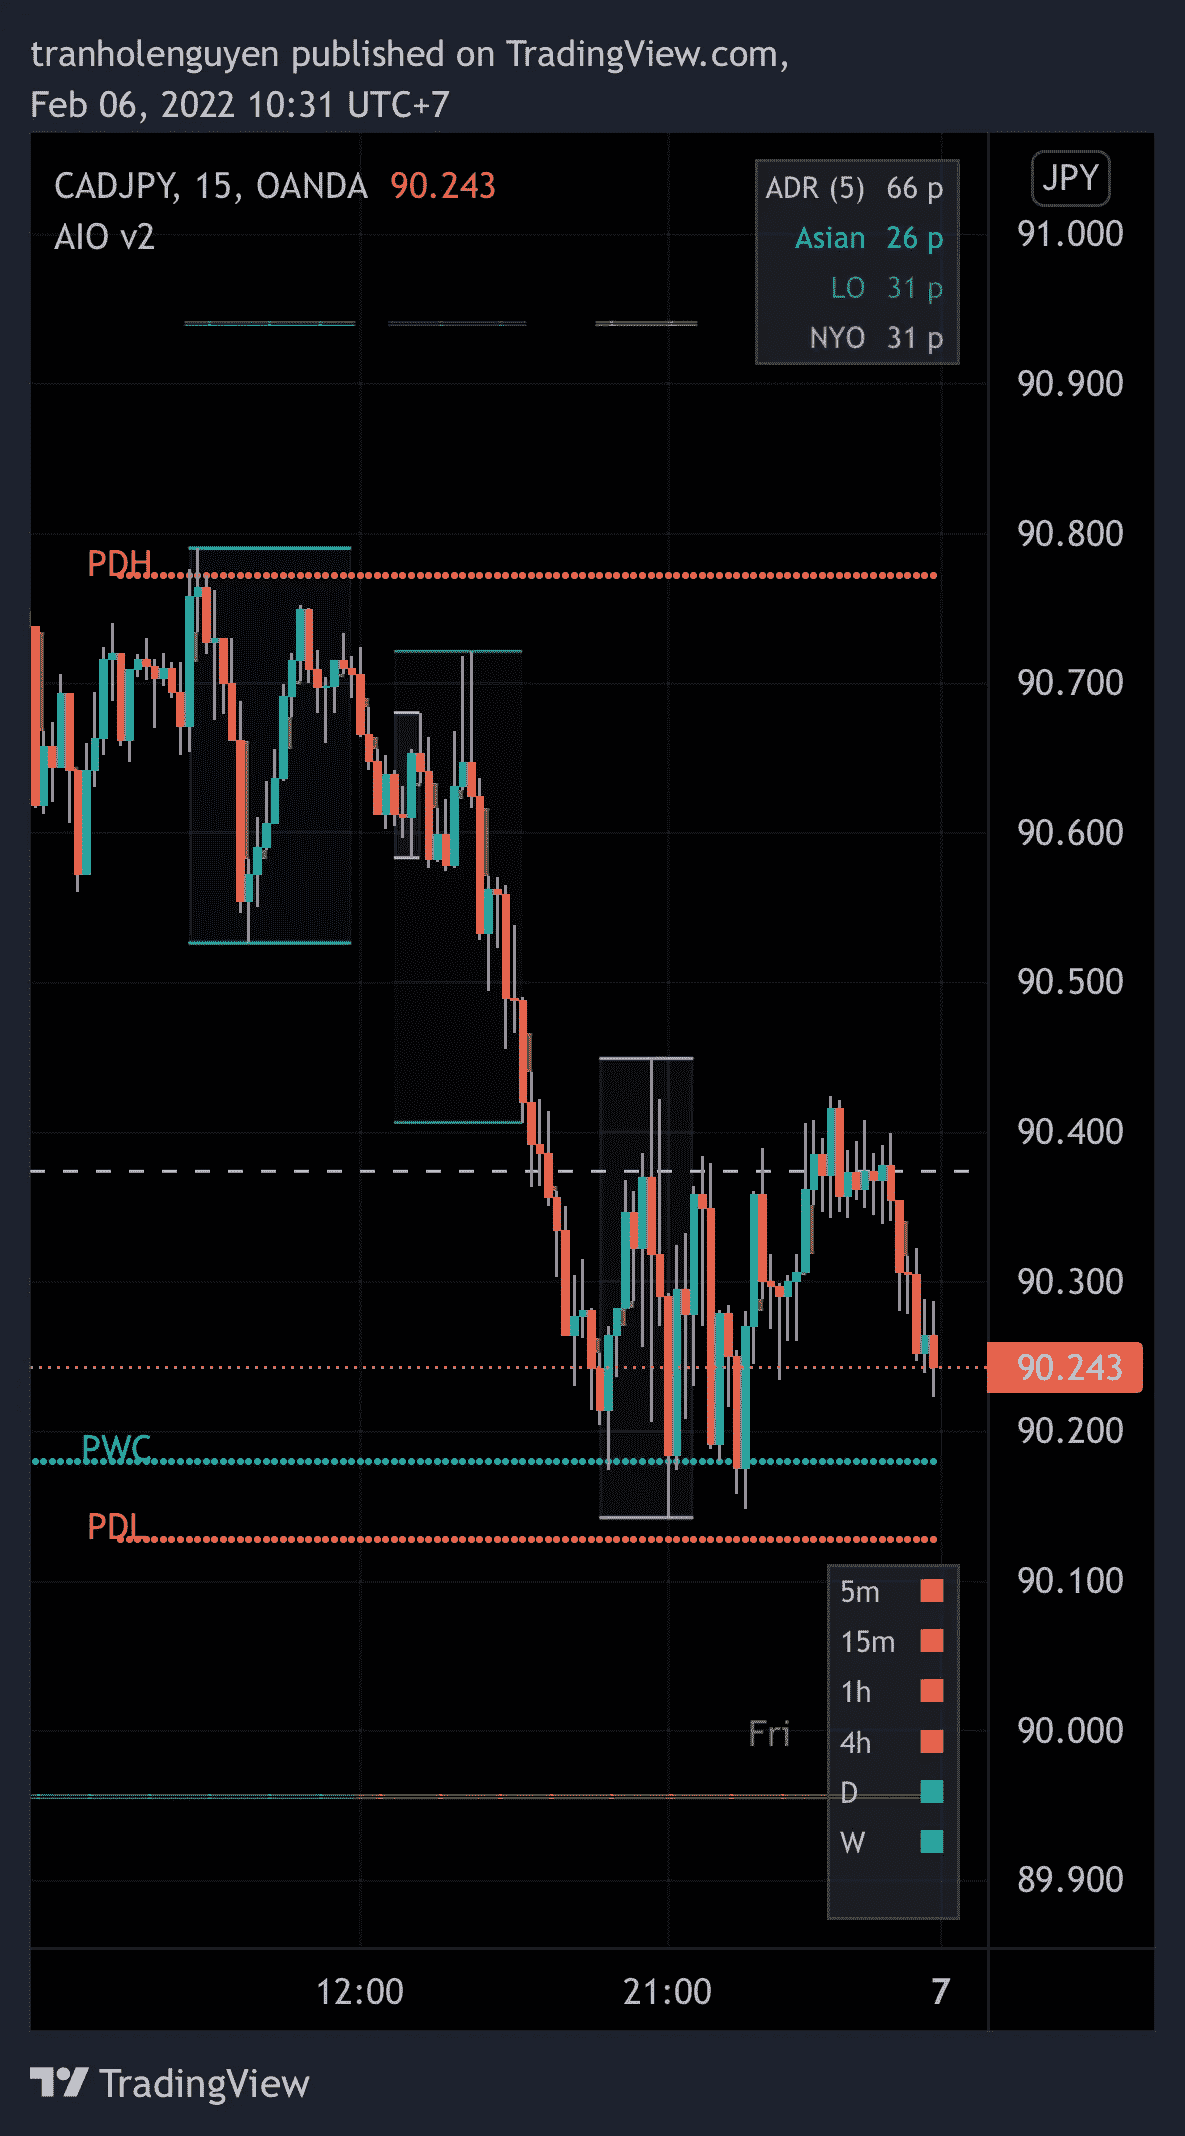 tranholenguyen published on TradingView.com,
Feb 06, 2022 10:31 UTC+7
CADJPY, 15, OANDA 90.243
AIO v2
ADR (5) 66 p
Asian 26 p
LO 31 p
NYO 31 p
JPY
91.000
90.900
90.800
PDH
90.700
90.600
90.500
90.400
90.300
90.243
90.200
PWC
PDL
90.100
5m
15m
1h
Fri
90.000
4h
D
W
89.900
12:00 21:00 7
TradingView